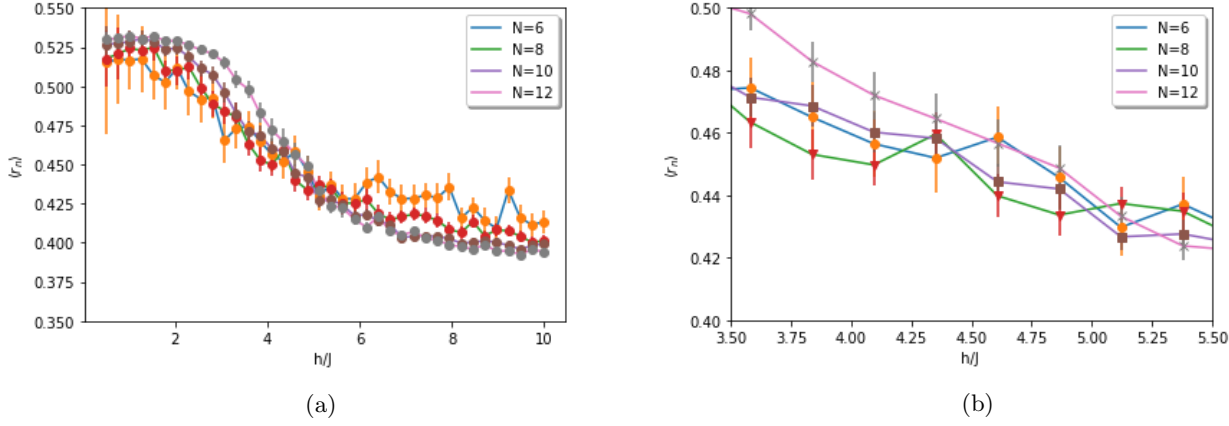 0.550
0.525
0.500
0.475
0.450
0.425
0.400
0.375
0.350
⟨r_n⟩
2
4
6
8
10
h/J
N=6
N=8
N=10
N=12
(a)
0.50
0.48
0.46
0.44
0.42
0.40
⟨r_n⟩
3.50 3.75 4.00 4.25 4.50 4.75 5.00 5.25 5.50
h/J
N=6
N=8
N=10
N=12
(b)